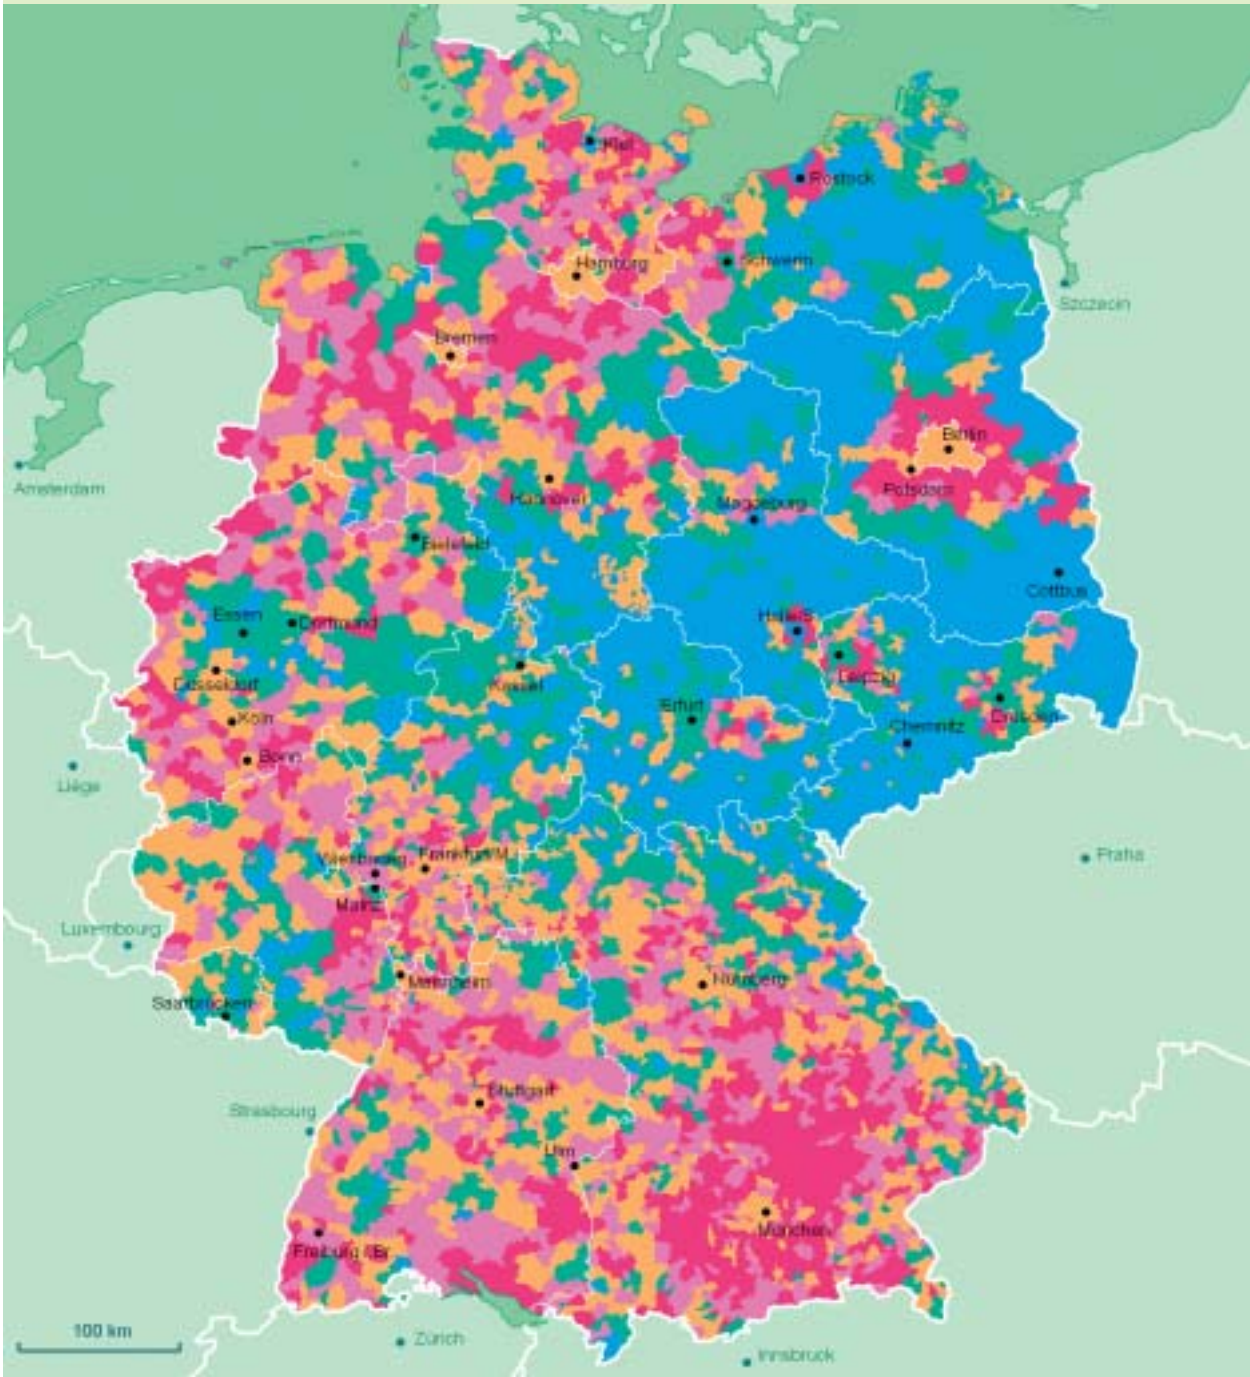 Kiel
Rostock
Hamburg
Schwerin
Szczecin
Bremen
Berlin
Potsdam
Amsterdam
Hannover
Magdeburg
Bielefeld
Cottbus
Essen
Dortmund
Halle/S.
Düsseldorf
Kassel
Leipzig
Köln
Erfurt
Dresden
Chemnitz
Bonn
Liège
Wiesbaden
Frankfurt/M.
Praha
Mainz
Luxembourg
Mannheim
Nürnberg
Saarbrücken
Stuttgart
Strasbourg
Ulm
München
Freiburg i.Br.
100 km
Zürich
Innsbruck